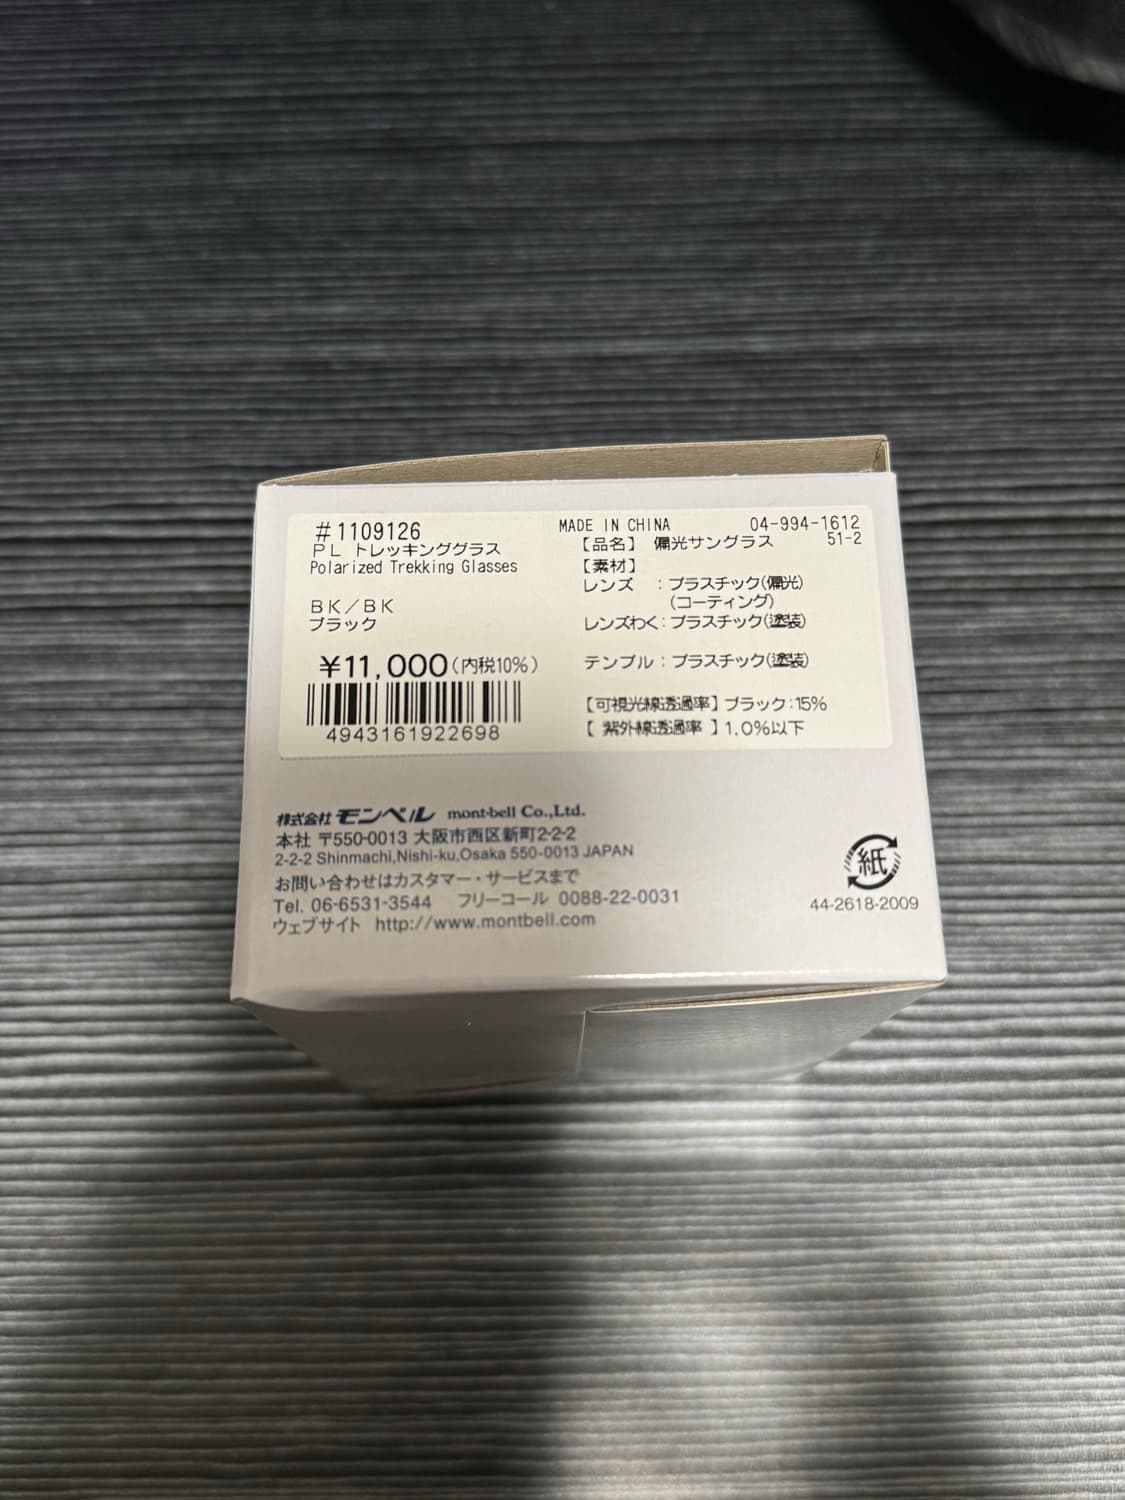 #1109126
PL トレッキンググラス
Polarized Trekking Glasses
BK/BK
ブラック
¥11,000(内税10%)
4943161922698
MADE IN CHINA 04-994-1612
【品名】 偏光サングラス 51-2
【素材】
レンズ :プラスチック(偏光)
(コーティング)
レンズわく:プラスチック(塗装)
テンプル:プラスチック(塗装)
【可視光線透過率】ブラック:15%
【 紫外線透過率 】1.0%以下
株式会社 モンベル mont-bell Co.,Ltd.
本社 〒550-0013 大阪市西区新町2-2-2
2-2-2 Shinmachi,Nishi-ku,Osaka 550-0013 JAPAN
お問い合わせはカスタマー・サービスまで
Tel. 06-6531-3544 フリーコール 0088-22-0031
ウェブサイト http://www.montbell.com
紙
44-2618-2009